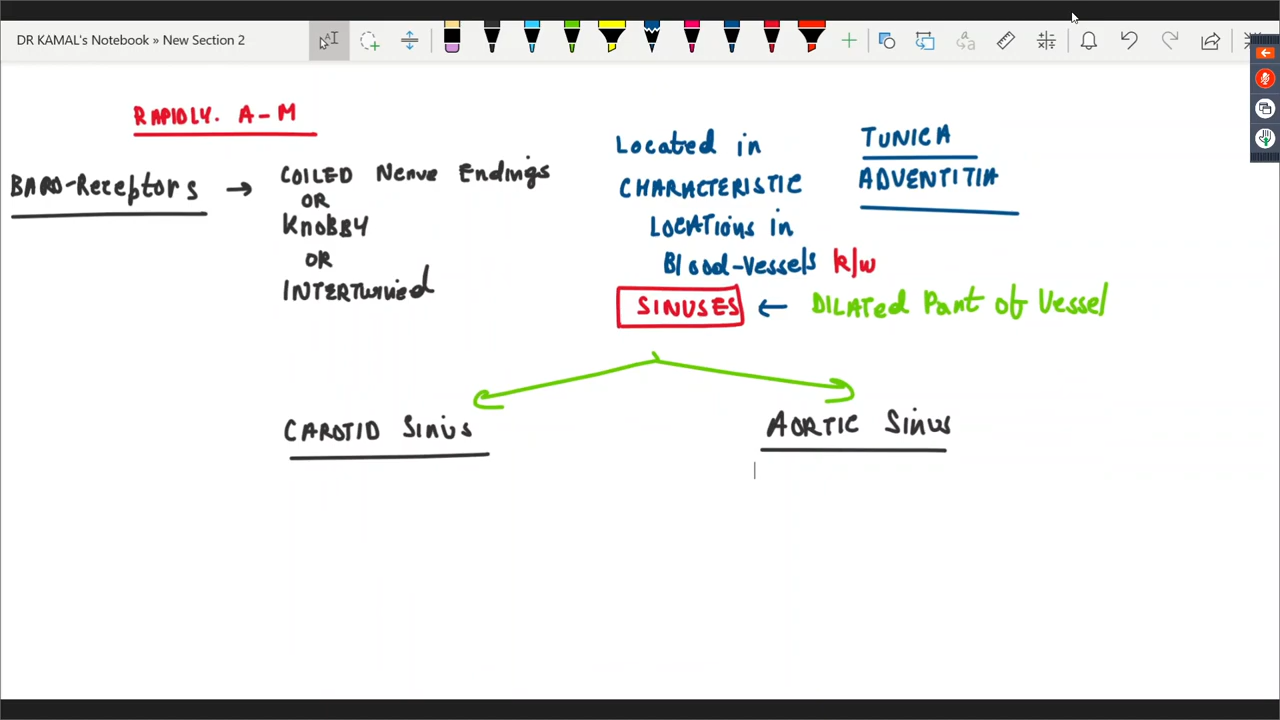 DR KAMAL's Notebook » New Section 2
RAPIDLY. A-M
BARO-Receptors → COILED Nerve Endings
OR
KNOBBY
OR
INTERTwined
Located in
CHARACTERISTIC
LOCATIONS in
Blood-Vessels k/w
SINUSES ← DILATED Part of Vessel
TUNICA
ADVENTITIA
CAROTID Sinus
AORTIC Sinus